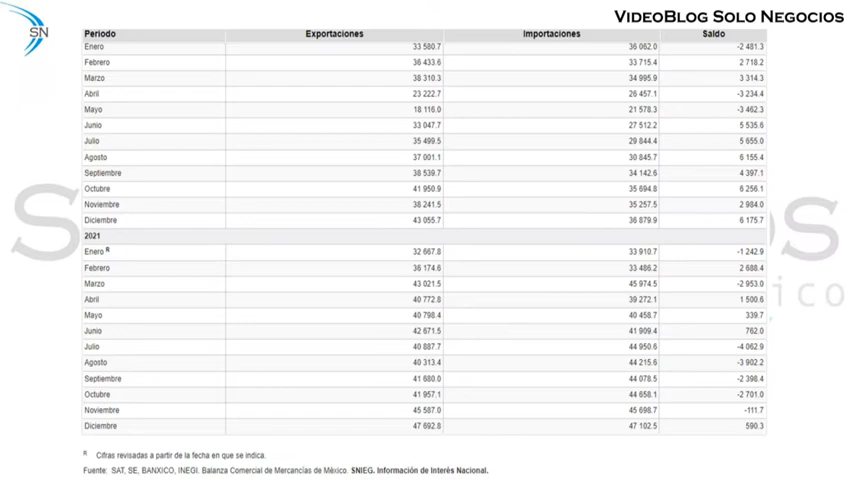 SN
VIDEOBLOG SOLO NEGOCIOS
Periodo Exportaciones Importaciones Saldo
Enero 33 580.7 36 062.0 -2 481.3
Febrero 36 433.6 33 715.4 2 718.2
Marzo 38 310.3 34 995.9 3 314.3
Abril 23 222.7 26 457.1 -3 234.4
Mayo 18 116.0 21 578.3 -3 462.3
Junio 33 047.7 27 512.2 5 535.6
Julio 35 499.5 29 844.4 5 655.0
Agosto 37 001.1 30 845.7 6 155.4
Septiembre 38 539.7 34 142.6 4 397.1
Octubre 41 950.9 35 694.8 6 256.1
Noviembre 38 241.5 35 257.5 2 984.0
Diciembre 43 055.7 36 879.9 6 175.7
2021
Enero R 32 667.8 33 910.7 -1 242.9
Febrero 36 174.6 33 486.2 2 688.4
Marzo 43 021.5 45 974.5 -2 953.0
Abril 40 772.8 39 272.1 1 500.6
Mayo 40 798.4 40 458.7 339.7
Junio 42 671.5 41 909.4 762.0
Julio 40 887.7 44 950.6 -4 062.9
Agosto 40 313.4 44 215.6 -3 902.2
Septiembre 41 680.0 44 078.5 -2 398.4
Octubre 41 957.1 44 658.1 -2 701.0
Noviembre 45 587.0 45 698.7 -111.7
Diciembre 47 692.8 47 102.5 590.3
R Cifras revisadas a partir de la fecha en que se indica.
Fuente: SAT, SE, BANXICO, INEGI. Balanza Comercial de Mercancías de México. SNIEG. Información de Interés Nacional.